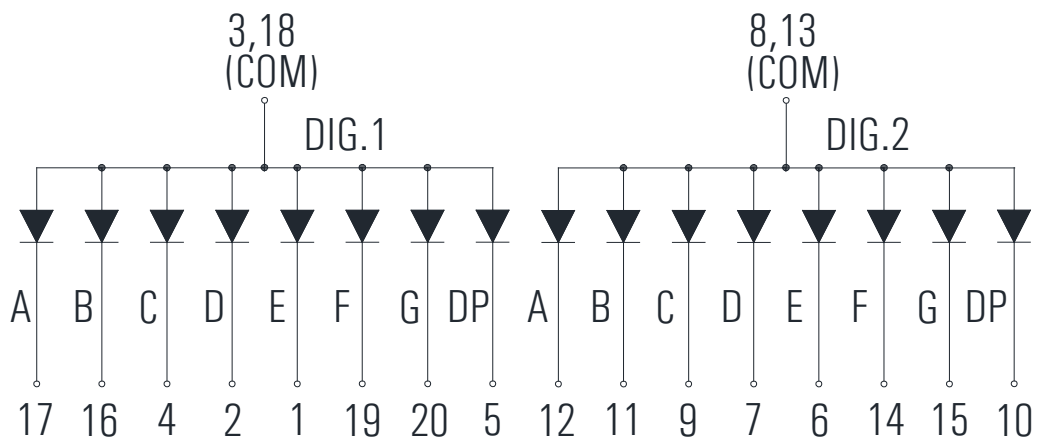 3,18 8,13
(COM) (COM)
DIG.1 DIG.2
A B C D E F G DP A B C D E F G DP
17 16 4 2 1 19 20 5 12 11 9 7 6 14 15 10